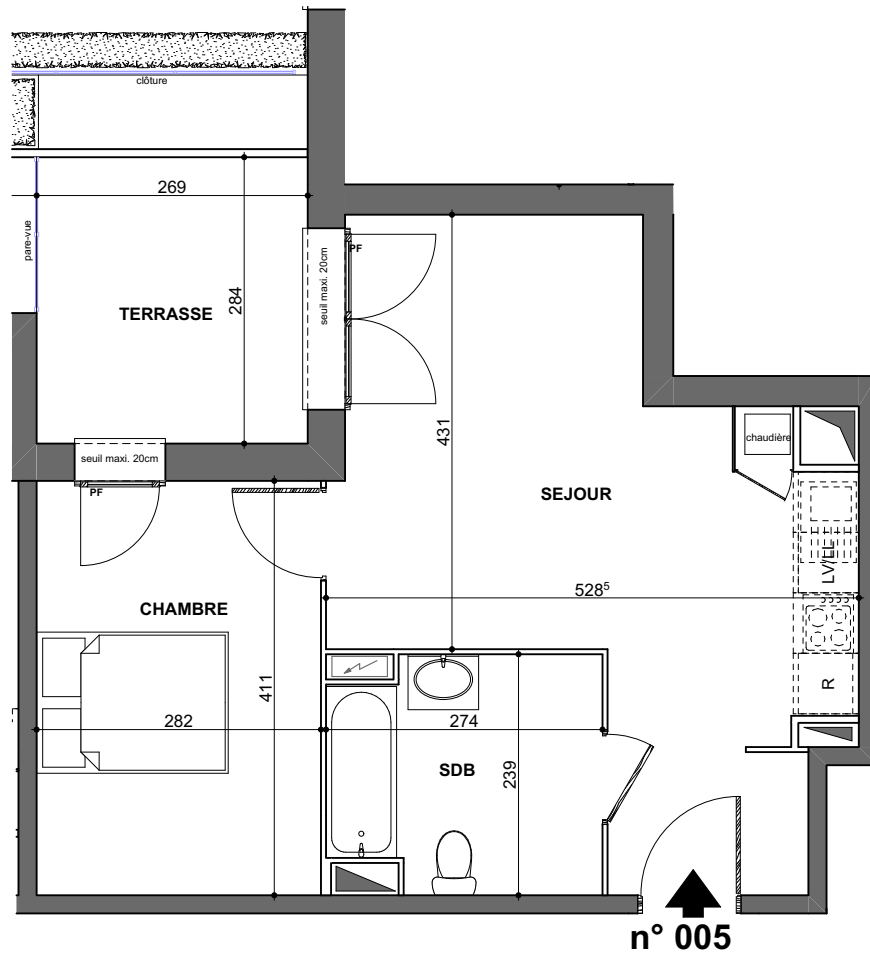 clôture
269
pare-vue
PF
seuil maxi. 20cm
284
TERRASSE
431
chaudière
seuil maxi. 20cm
PF
SEJOUR
LV/LL
528⁵
CHAMBRE
411
R
282
274
SDB
239
n° 005